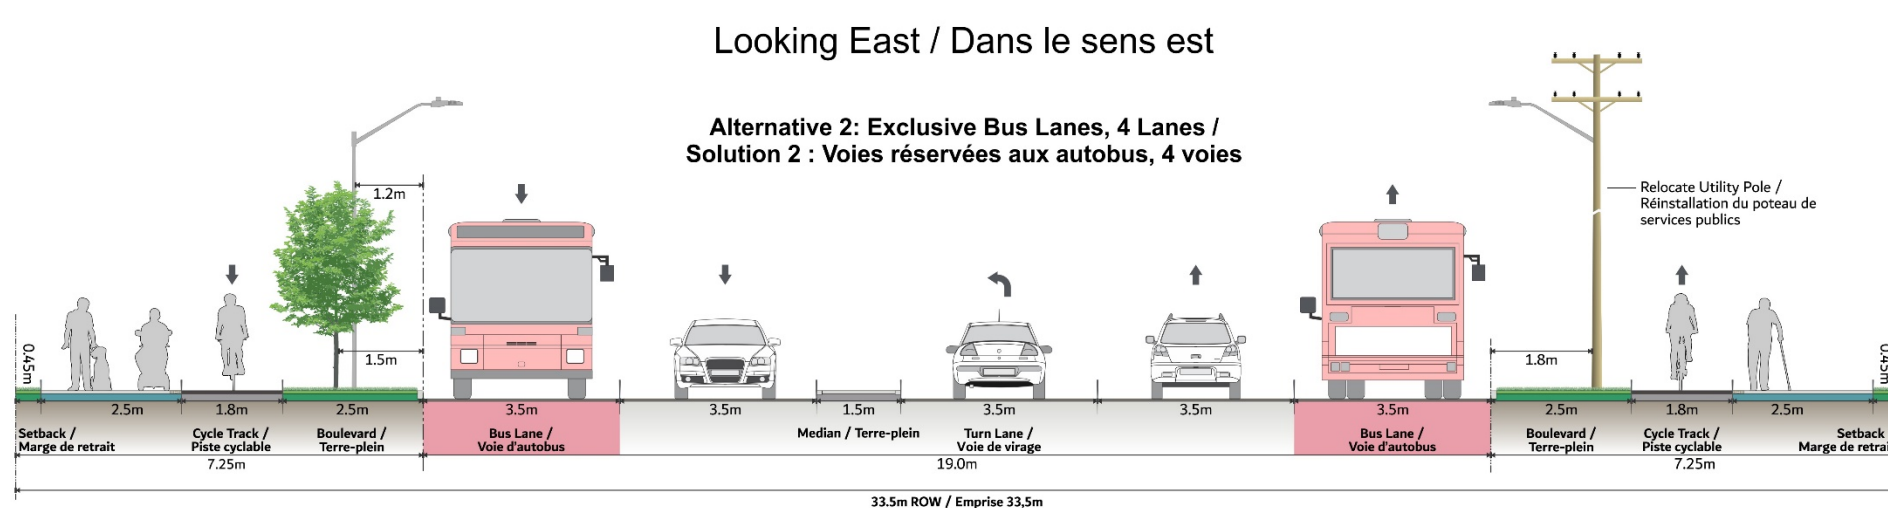 Looking East / Dans le sens est
Alternative 2: Exclusive Bus Lanes, 4 Lanes /
Solution 2 : Voies réservées aux autobus, 4 voies
1.2m
Relocate Utility Pole /
Réinstallation du poteau de
services publics
0.45m
1.5m
1.8m
0.45m
2.5m
1.8m
2.5m
3.5m
3.5m
1.5m
3.5m
3.5m
3.5m
2.5m
1.8m
2.5m
Setback /
Marge de retrait
Cycle Track /
Piste cyclable
Boulevard /
Terre-plein
Bus Lane /
Voie d'autobus
Median / Terre-plein
Turn Lane /
Voie de virage
Bus Lane /
Voie d'autobus
Boulevard /
Terre-plein
Cycle Track /
Piste cyclable
Setback
Marge de retrai
7.25m
19.0m
7.25m
33.5m ROW / Emprise 33,5m